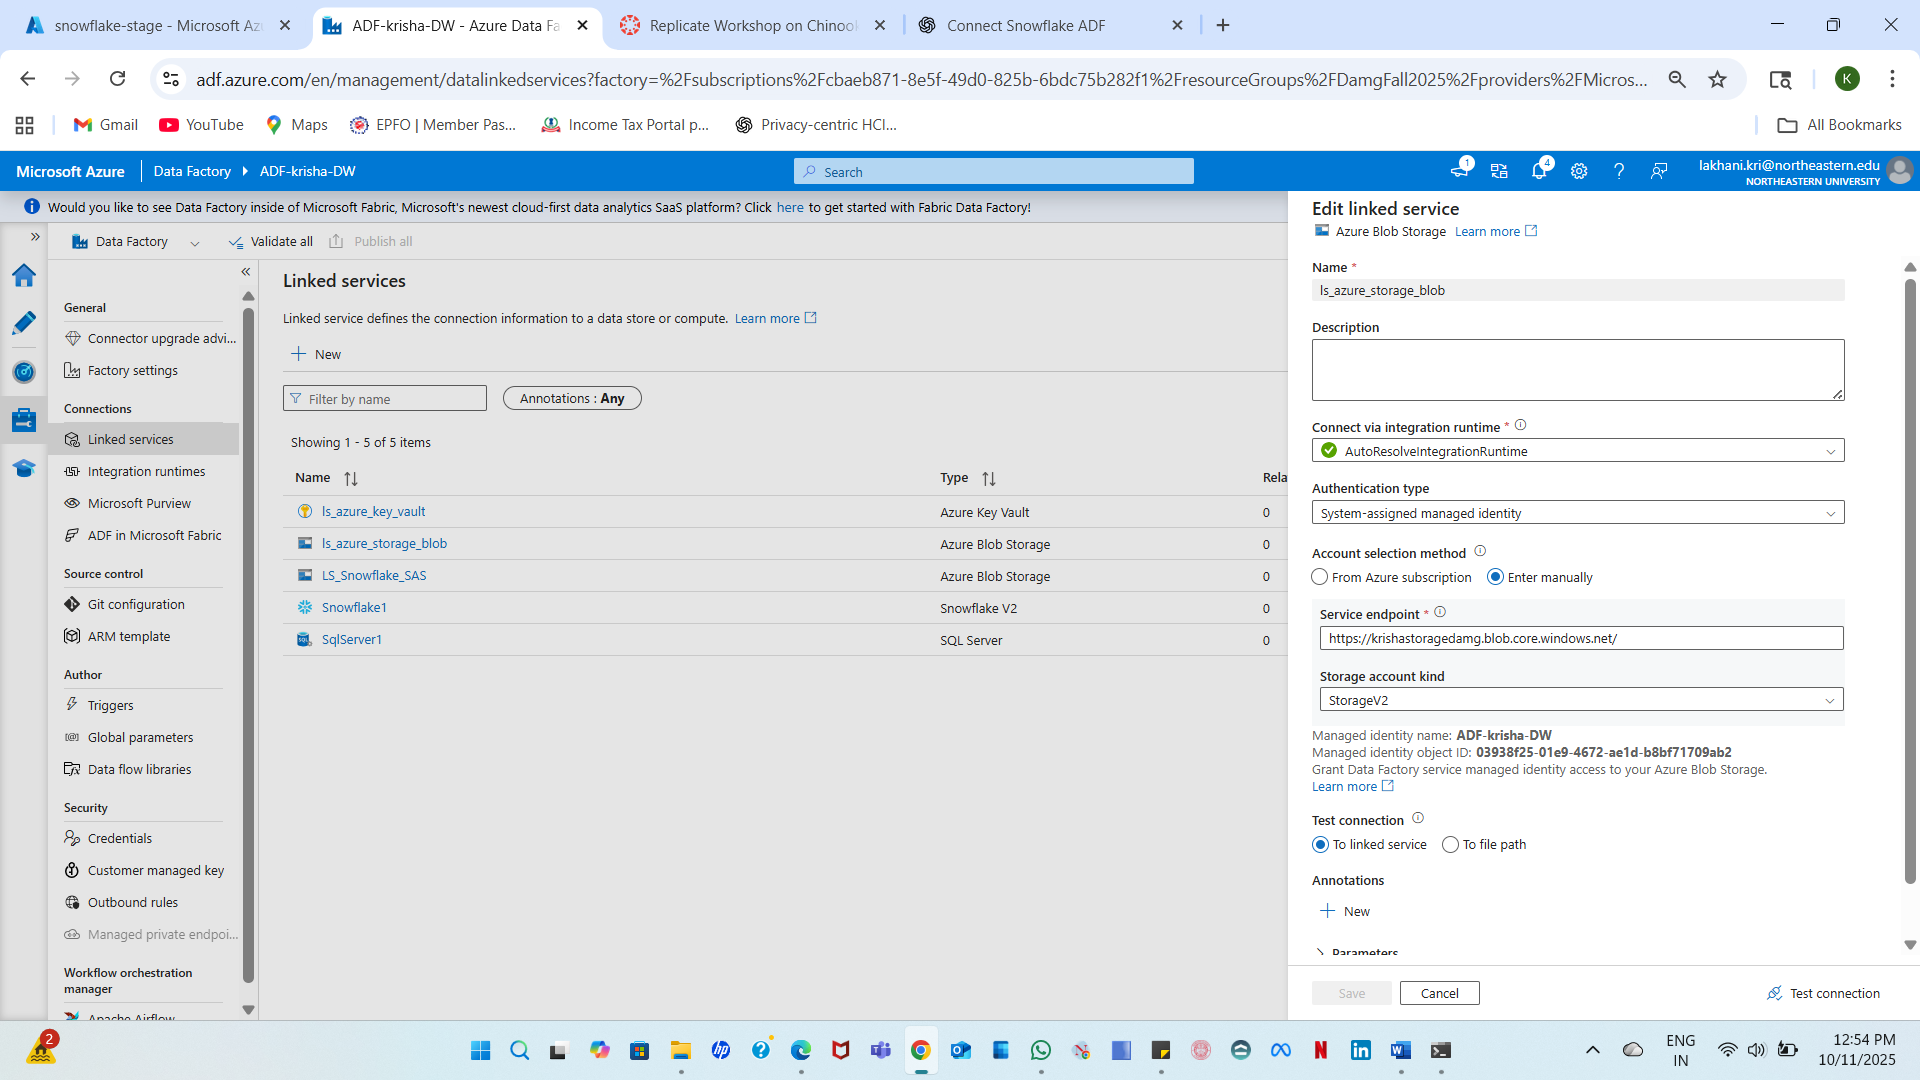 snowflake-stage - Microsoft Az
ADF-krisha-DW - Azure Data Fa
Replicate Workshop on Chinook
Connect Snowflake ADF
adf.azure.com/en/management/datalinkedservices?factory=%2Fsubscriptions%2Fcbaeb871-8e5f-49d0-825b-6bdc75b282f1%2FresourceGroups%2FDamgFall2025%2Fproviders%2FMicros...
K
Gmail
YouTube
Maps
EPFO | Member Pas...
Income Tax Portal p...
Privacy-centric HCI...
All Bookmarks
Microsoft Azure
Data Factory
ADF-krisha-DW
Search
1
4
lakhani.kri@northeastern.edu
NORTHEASTERN UNIVERSITY
Would you like to see Data Factory inside of Microsoft Fabric, Microsoft's newest cloud-first data analytics SaaS platform? Click here to get started with Fabric Data Factory!
Data Factory
Validate all
Publish all
General
Connector upgrade advi...
Factory settings
Connections
Linked services
Integration runtimes
Microsoft Purview
ADF in Microsoft Fabric
Source control
Git configuration
ARM template
Author
Triggers
Global parameters
Data flow libraries
Security
Credentials
Customer managed key
Outbound rules
Managed private endpoi...
Workflow orchestration
manager
Apache Airflow
Linked services
Linked service defines the connection information to a data store or compute. Learn more
New
Filter by name
Annotations : Any
Showing 1 - 5 of 5 items
Name Type Rela
ls_azure_key_vault Azure Key Vault 0
ls_azure_storage_blob Azure Blob Storage 0
LS_Snowflake_SAS Azure Blob Storage 0
Snowflake1 Snowflake V2 0
SqlServer1 SQL Server 0
Edit linked service
Azure Blob Storage Learn more
Name *
ls_azure_storage_blob
Description
Connect via integration runtime *
AutoResolveIntegrationRuntime
Authentication type
System-assigned managed identity
Account selection method
From Azure subscription Enter manually
Service endpoint *
https://krishastoragedamg.blob.core.windows.net/
Storage account kind
StorageV2
Managed identity name: ADF-krisha-DW
Managed identity object ID: 03938f25-01e9-4672-ae1d-b8bf71709ab2
Grant Data Factory service managed identity access to your Azure Blob Storage.
Learn more
Test connection
To linked service To file path
Annotations
New
Parameters
Save
Cancel
Test connection
2
ENG
IN
12:54 PM
10/11/2025